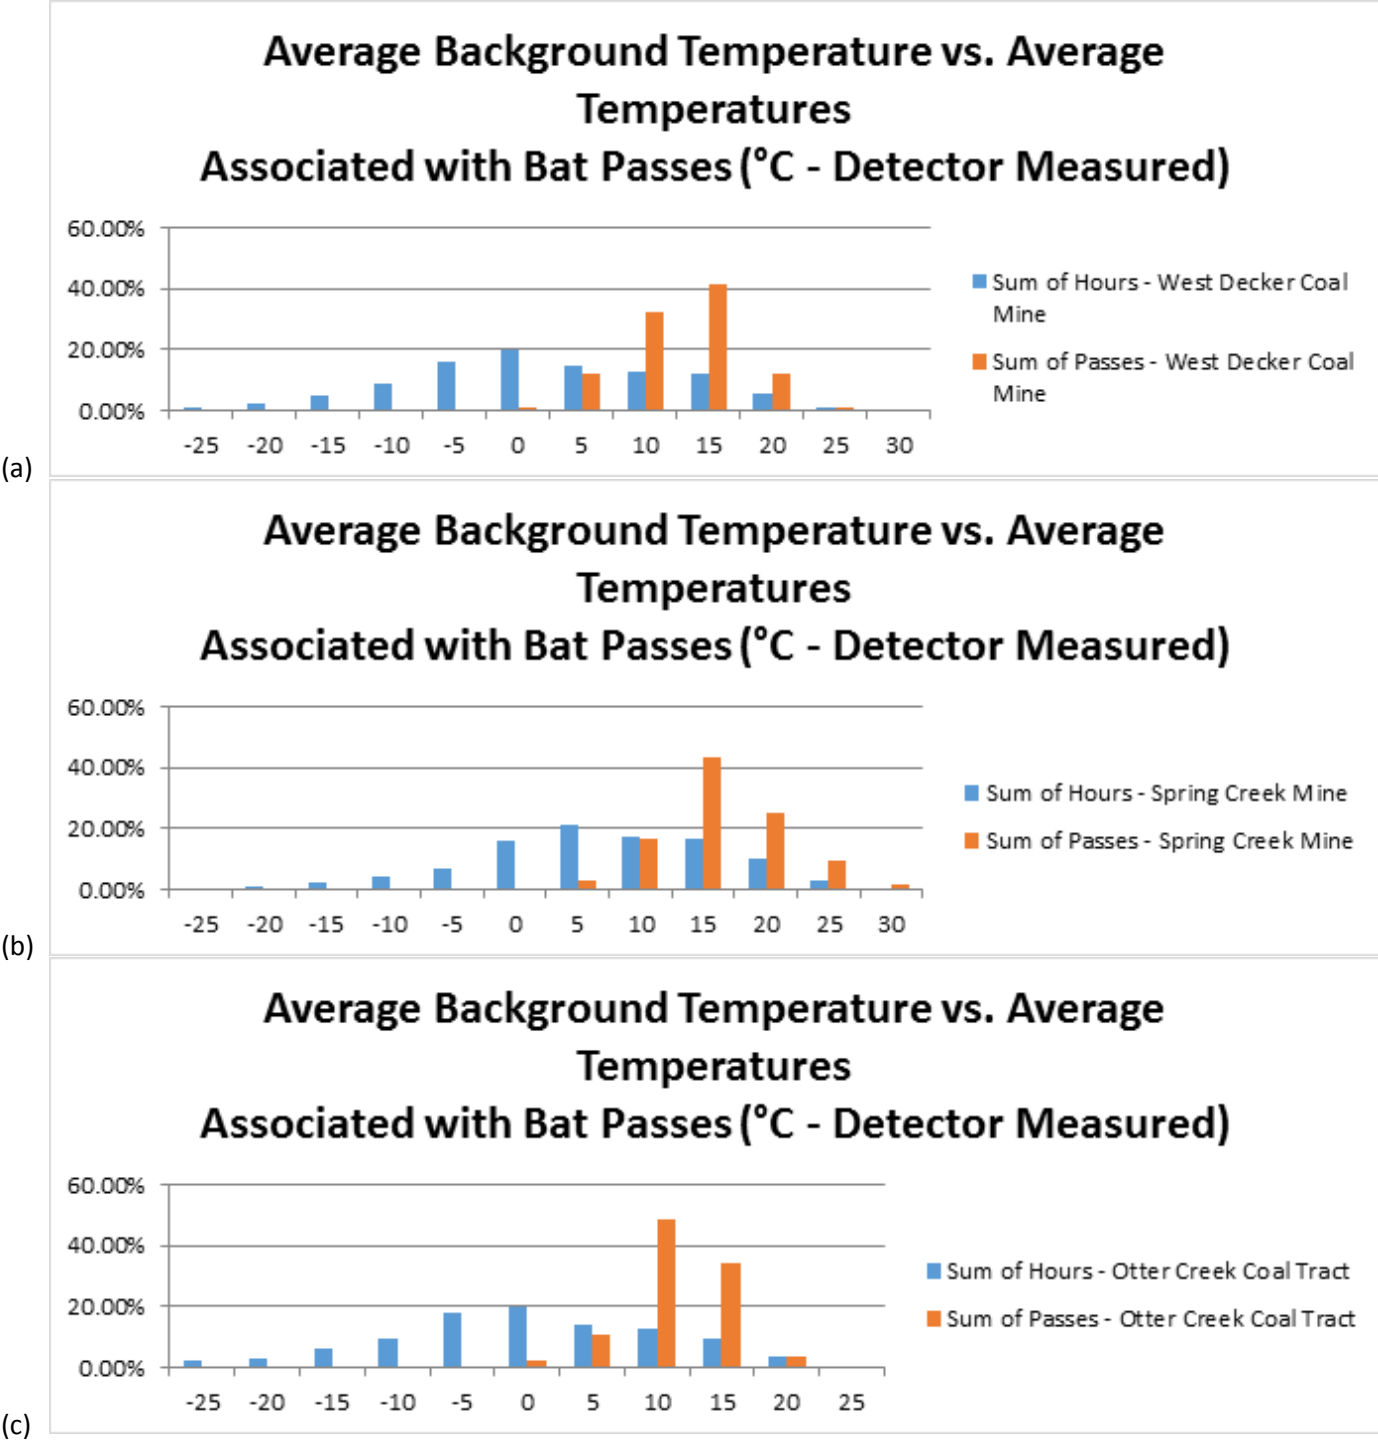 Average Background Temperature vs. Average
Temperatures
Associated with Bat Passes (°C - Detector Measured)
60.00%
40.00%
20.00%
0.00%
-25 -20 -15 -10 -5 0 5 10 15 20 25 30
Sum of Hours - West Decker Coal
Mine
Sum of Passes - West Decker Coal
Mine
(a)
Average Background Temperature vs. Average
Temperatures
Associated with Bat Passes (°C - Detector Measured)
60.00%
40.00%
20.00%
0.00%
-25 -20 -15 -10 -5 0 5 10 15 20 25 30
Sum of Hours - Spring Creek Mine
Sum of Passes - Spring Creek Mine
(b)
Average Background Temperature vs. Average
Temperatures
Associated with Bat Passes (°C - Detector Measured)
60.00%
40.00%
20.00%
0.00%
-25 -20 -15 -10 -5 0 5 10 15 20 25
Sum of Hours - Otter Creek Coal Tract
Sum of Passes - Otter Creek Coal Tract
(c)